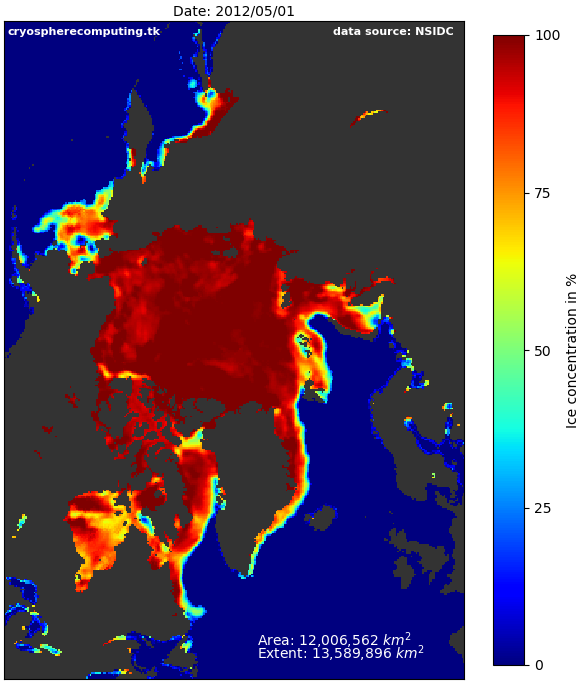 Date: 2012/05/01
cryospherecomputing.tk
data source: NSIDC
100
75
50
25
0
Ice concentration in %
Area: 12,006,562 km²
Extent: 13,589,896 km²